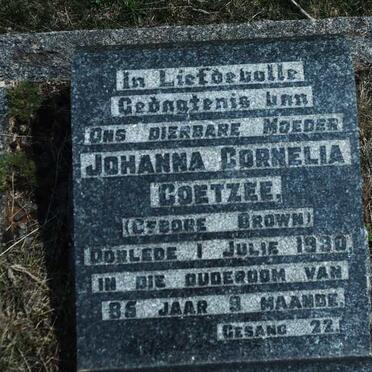 In Liefdevolle
Gedagtenis van
Ons dierbare Moeder
Johanna Cornelia
Coetzee.
(Gebore Brown)
Oorlede 1 Julie 1930.
in die ouderdom van
85 jaar 9 maande.
Gesang 22.